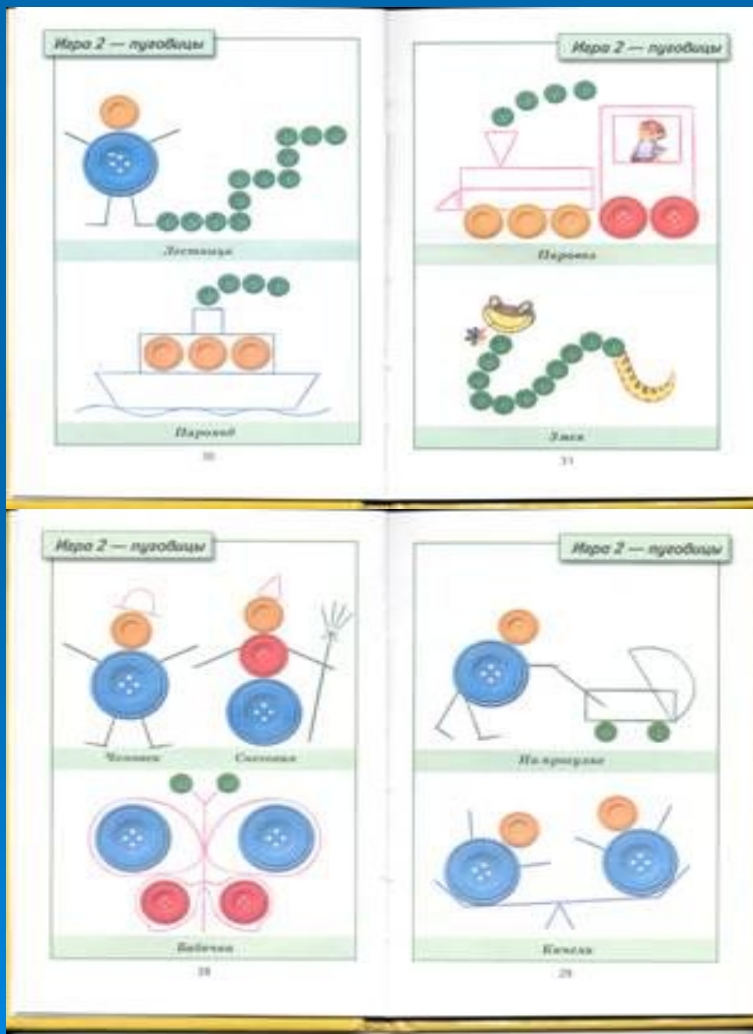 Игра 2 — пуговицы
Лестница
Пароход
30
Игра 2 — пуговицы
Паровоз
Змея
31
Игра 2 — пуговицы
Человек
Снеговик
Бабочка
28
Игра 2 — пуговицы
На прогулке
Качели
29